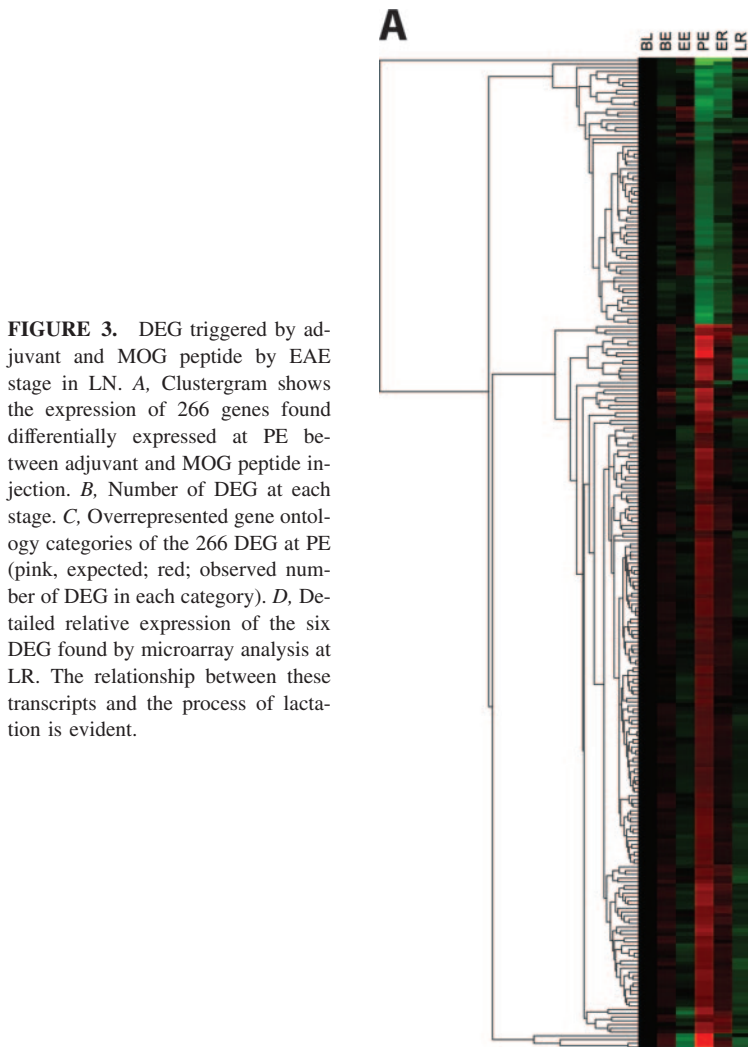 A
BL
BE
EE
PE
ER
LR
FIGURE 3. DEG triggered by ad-
juvant and MOG peptide by EAE
stage in LN. A, Clustergram shows
the expression of 266 genes found
differentially expressed at PE be-
tween adjuvant and MOG peptide in-
jection. B, Number of DEG at each
stage. C, Overrepresented gene ontol-
ogy categories of the 266 DEG at PE
(pink, expected; red; observed num-
ber of DEG in each category). D, De-
tailed relative expression of the six
DEG found by microarray analysis at
LR. The relationship between these
transcripts and the process of lacta-
tion is evident.